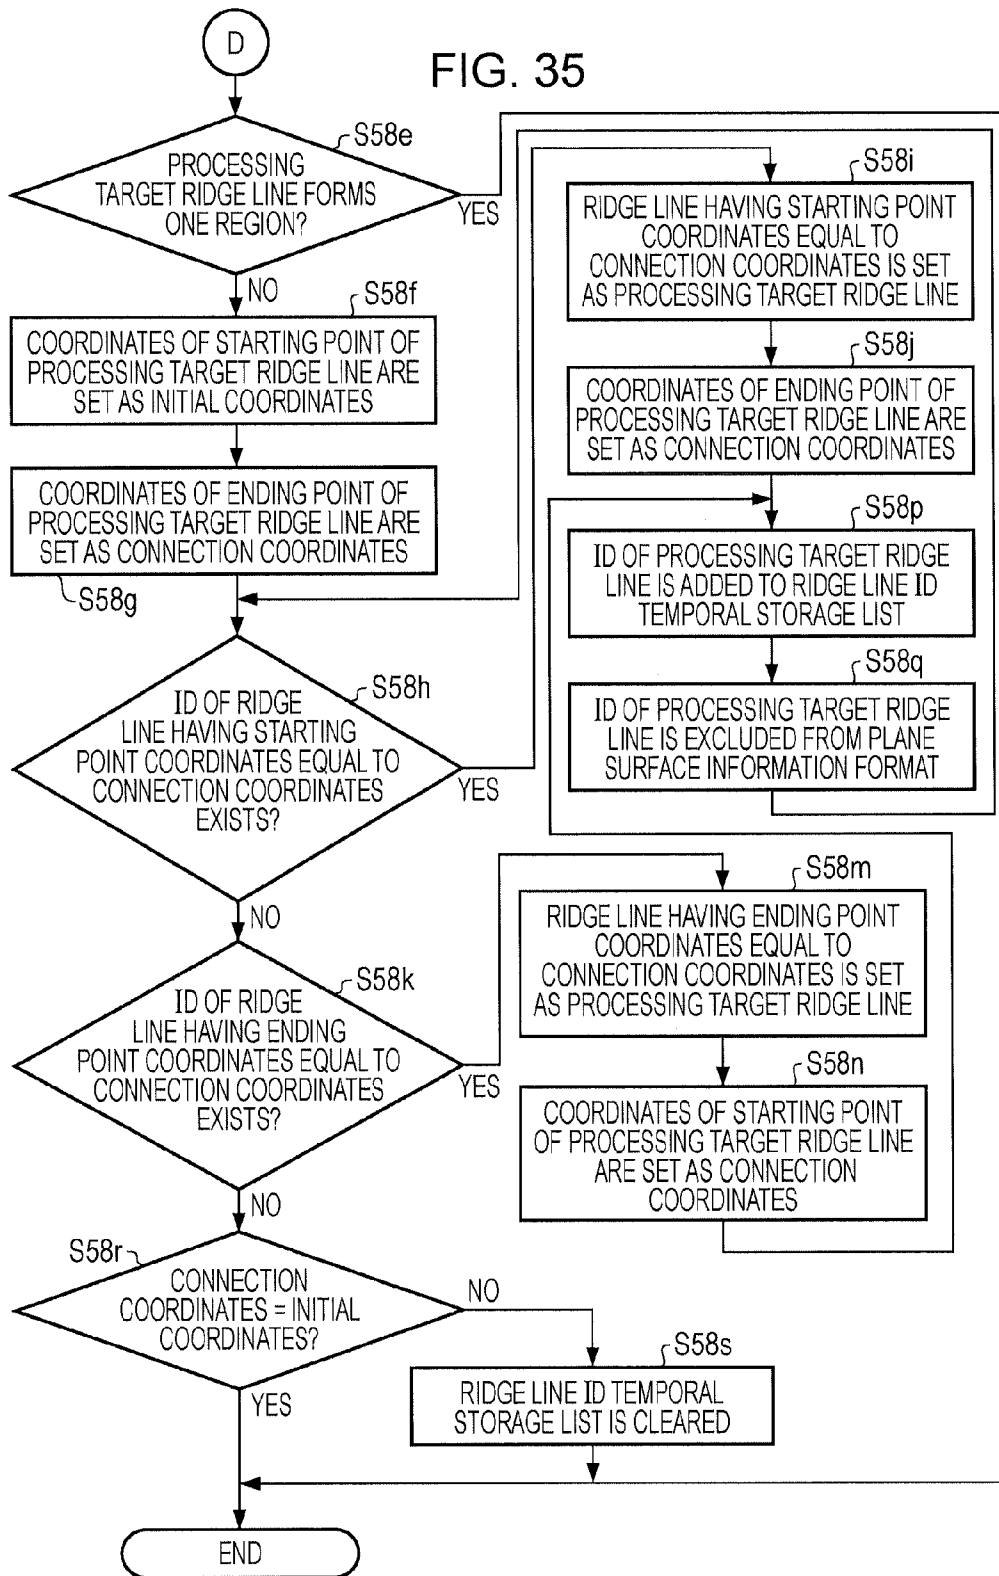 D
FIG. 35
S58e
PROCESSING
TARGET RIDGE LINE FORMS
ONE REGION?
YES
NO
S58f
COORDINATES OF STARTING POINT OF
PROCESSING TARGET RIDGE LINE ARE
SET AS INITIAL COORDINATES
COORDINATES OF ENDING POINT OF
PROCESSING TARGET RIDGE LINE ARE
SET AS CONNECTION COORDINATES
S58g
S58h
ID OF RIDGE
LINE HAVING STARTING
POINT COORDINATES EQUAL TO
CONNECTION COORDINATES
EXISTS?
YES
NO
S58i
RIDGE LINE HAVING STARTING POINT
COORDINATES EQUAL TO
CONNECTION COORDINATES IS SET
AS PROCESSING TARGET RIDGE LINE
S58j
COORDINATES OF ENDING POINT OF
PROCESSING TARGET RIDGE LINE ARE
SET AS CONNECTION COORDINATES
S58p
ID OF PROCESSING TARGET RIDGE
LINE IS ADDED TO RIDGE LINE ID
TEMPORAL STORAGE LIST
S58q
ID OF PROCESSING TARGET RIDGE
LINE IS EXCLUDED FROM PLANE
SURFACE INFORMATION FORMAT
S58k
ID OF RIDGE
LINE HAVING ENDING
POINT COORDINATES EQUAL TO
CONNECTION COORDINATES
EXISTS?
YES
NO
S58m
RIDGE LINE HAVING ENDING POINT
COORDINATES EQUAL TO
CONNECTION COORDINATES IS SET
AS PROCESSING TARGET RIDGE LINE
S58n
COORDINATES OF STARTING POINT
OF PROCESSING TARGET RIDGE LINE
ARE SET AS CONNECTION
COORDINATES
S58r
CONNECTION
COORDINATES = INITIAL
COORDINATES?
NO
YES
S58s
RIDGE LINE ID TEMPORAL
STORAGE LIST IS CLEARED
END